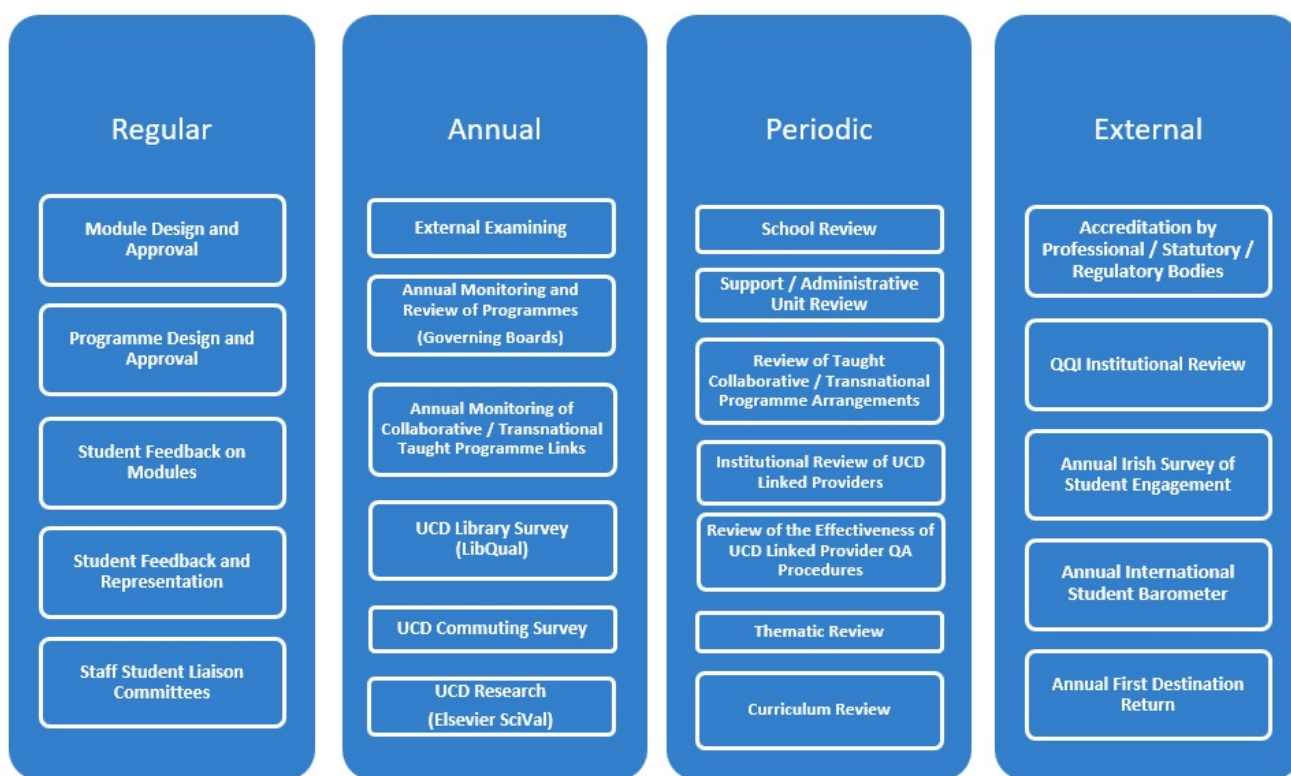 Regular
Module Design and
Approval
Programme Design and
Approval
Student Feedback on
Modules
Student Feedback and
Representation
Staff Student Liaison
Committees
Annual
External Examining
Annual Monitoring and
Review of Programmes
(Governing Boards)
Annual Monitoring of
Collaborative / Transnational
Taught Programme Links
UCD Library Survey
(LibQual)
UCD Commuting Survey
UCD Research
(Elsevier SciVal)
Periodic
School Review
Support / Administrative
Unit Review
Review of Taught
Collaborative / Transnational
Programme Arrangements
Institutional Review of UCD
Linked Providers
Review of the Effectiveness of
UCD Linked Provider QA
Procedures
Thematic Review
Curriculum Review
External
Accreditation by
Professional / Statutory /
Regulatory Bodies
QQI Institutional Review
Annual Irish Survey of
Student Engagement
Annual International
Student Barometer
Annual First Destination
Return